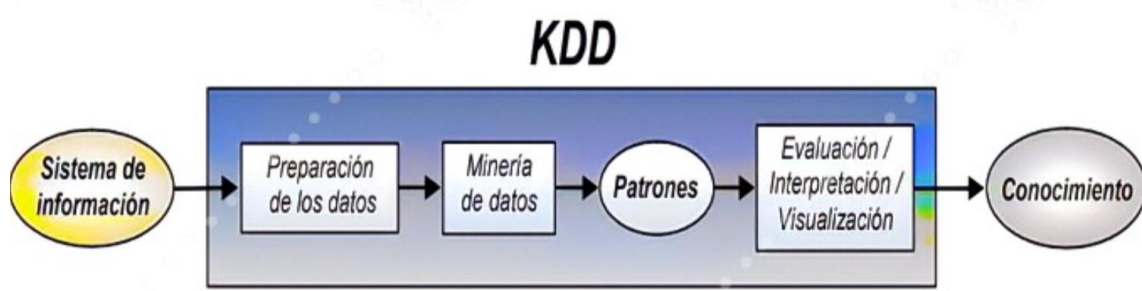 KDD
Sistema de
información
Preparación
de los datos
Minería
de datos
Patrones
Evaluación /
Interpretación /
Visualización
Conocimiento